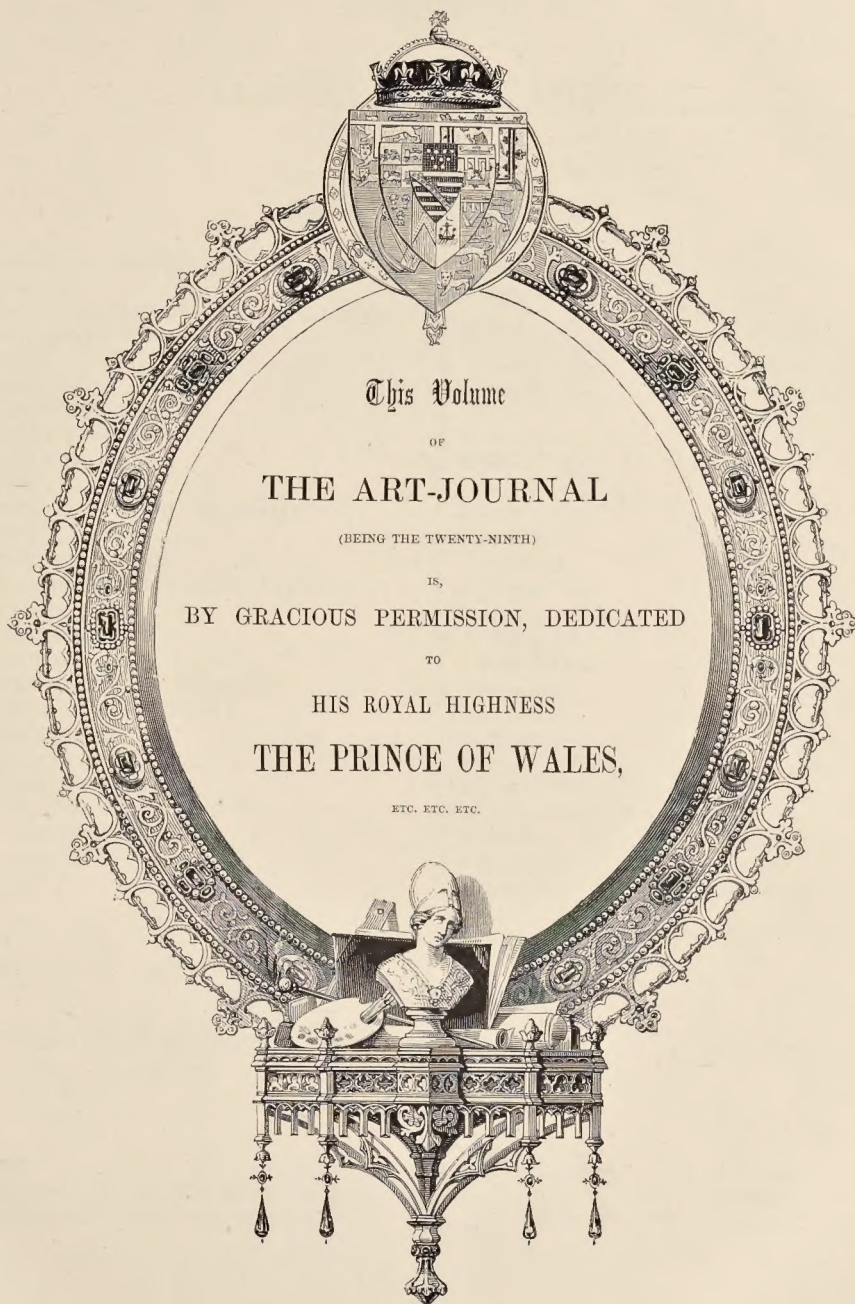 This Volume
OF
THE ART-JOURNAL
(BEING THE TWENTY-NINTH)
IS,
BY GRACIOUS PERMISSION, DEDICATED
TO
HIS ROYAL HIGHNESS
THE PRINCE OF WALES,
ETC. ETC. ETC.